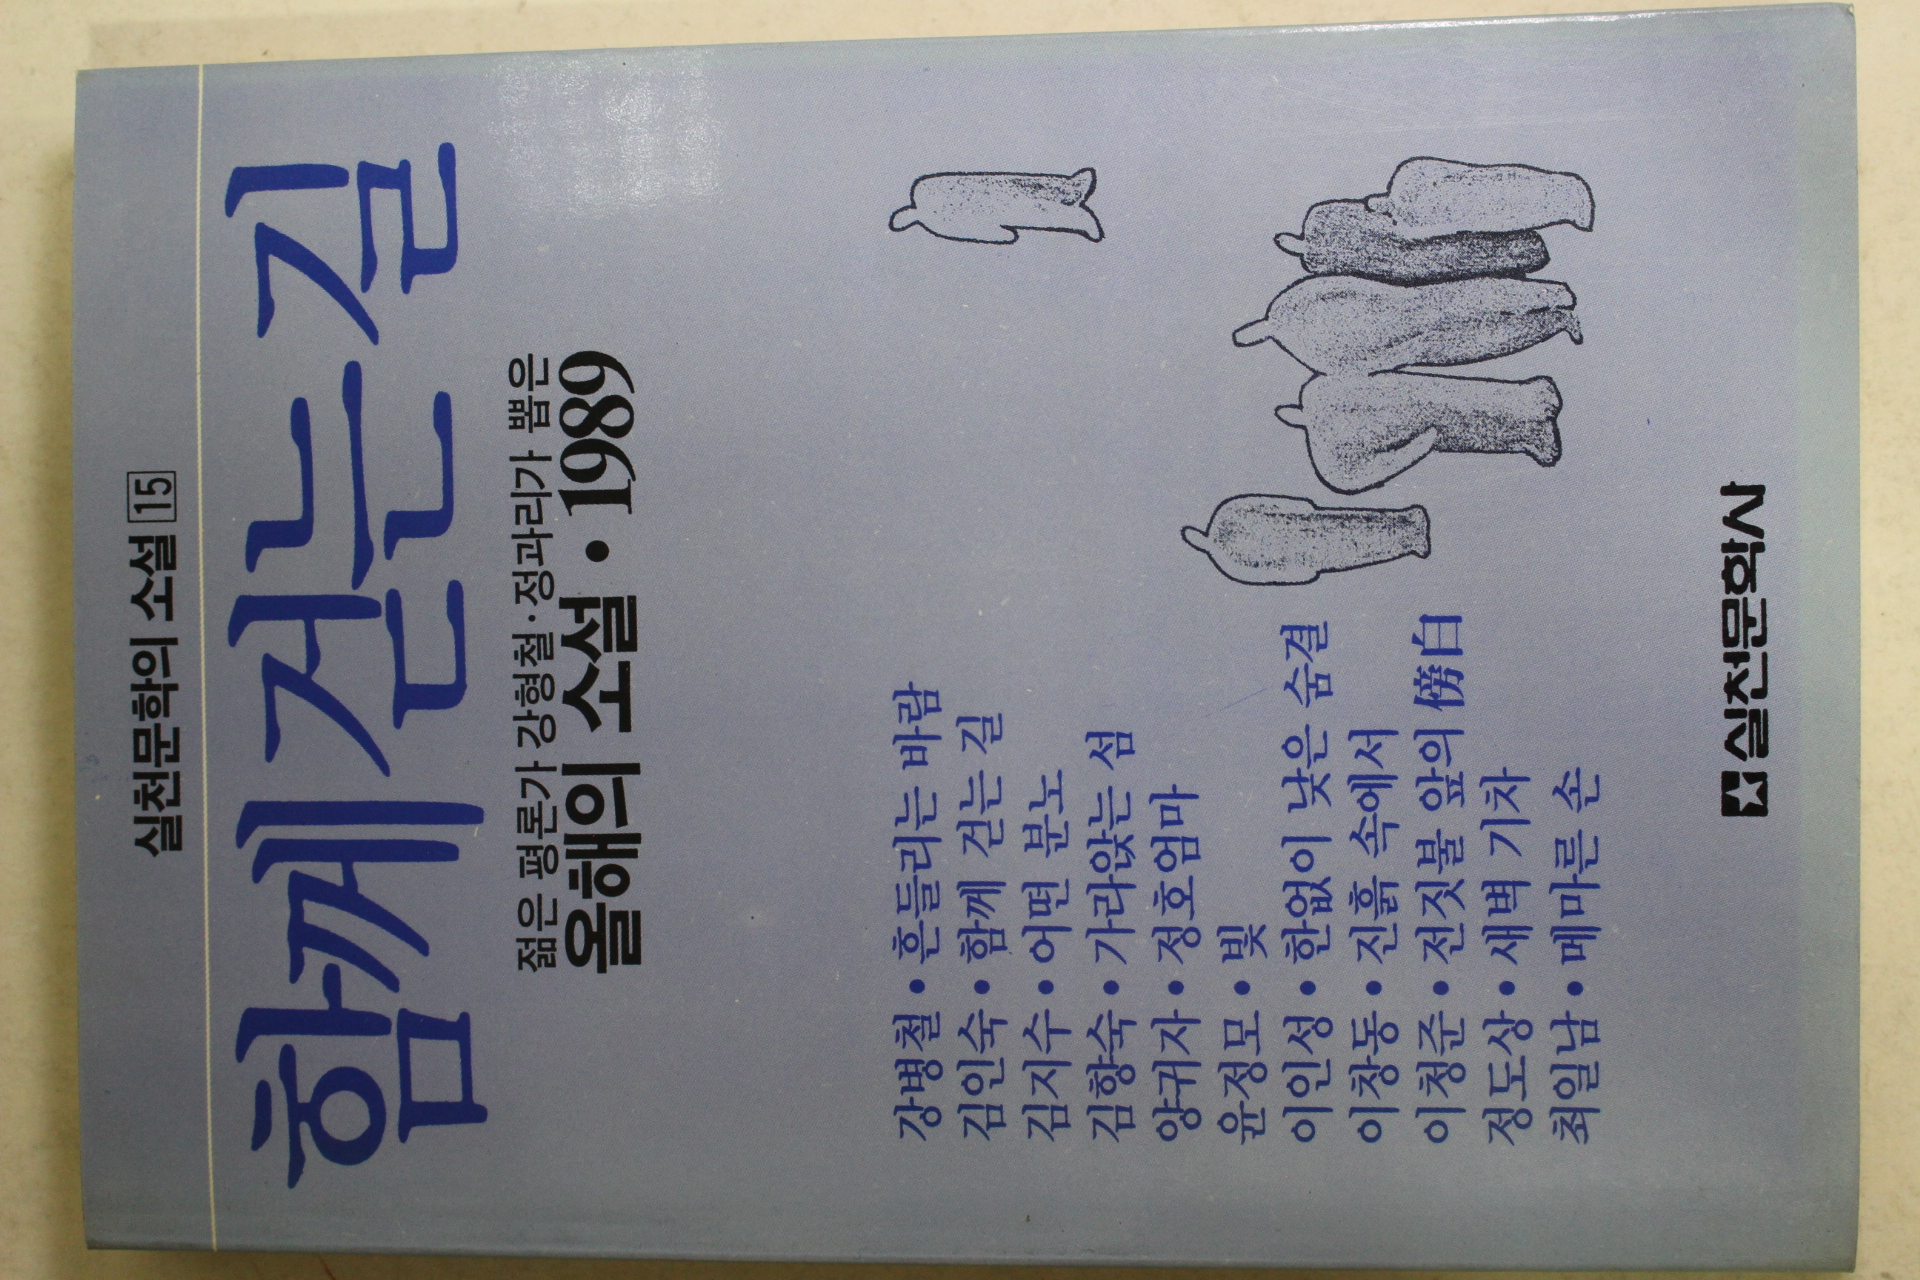 실천문학의 소설 15
함께 걷는 길
젊은 평론가 강형철·정과리가 뽑은
올해의 소설·1989
강병철·흔들리는 바람
김인숙·함께 걷는 길
김지수·어떤 분노
김향숙·가라앉는 섬
양귀자·정호엄마
윤정모·빛
이인성·한없이 낮은 숨결
이창동·진흙 속에서
이청준·전짓불 앞의 傍白
정도상·새벽 기차
최일남·메마른 손
실천문학사